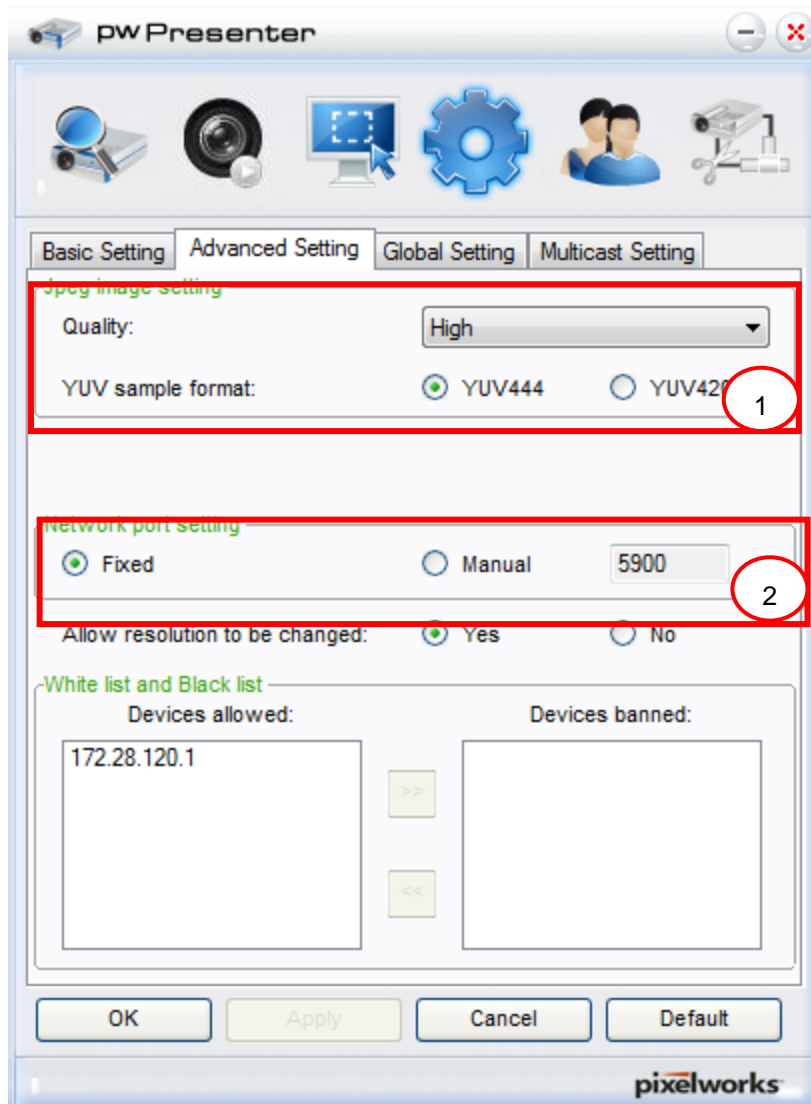 pwPresenter
Basic Setting Advanced Setting Global Setting Multicast Setting
Jpeg image setting
Quality: High
YUV sample format: YUV444 YUV420
1
Network port setting
Fixed Manual 5900
2
Allow resolution to be changed: Yes No
White list and Black list
Devices allowed: Devices banned:
172.28.120.1
>>
<<
OK Apply Cancel Default
pixelworks